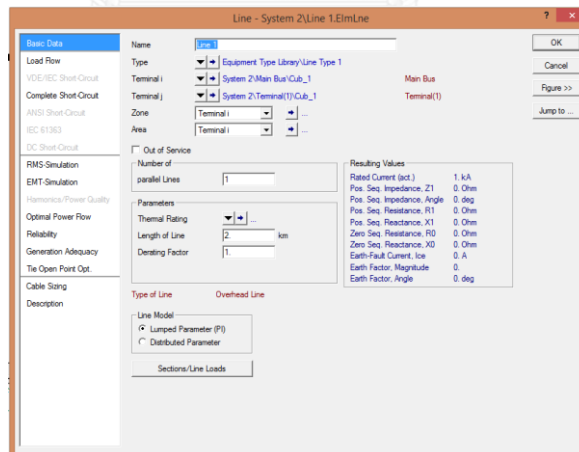 Line - System 2\Line 1.ElmLne
? ×
Basic Data
Load Flow
VDE/IEC Short-Circuit
Complete Short-Circuit
ANSI Short-Circuit
IEC 61363
DC Short-Circuit
RMS-Simulation
EMT-Simulation
Harmonics/Power Quality
Optimal Power Flow
Reliability
Generation Adequacy
Tie Open Point Opt.
Cable Sizing
Description
Name Line 1
Type Equipment Type Library\Line Type 1
Terminal i System 2\Main Bus\Cub_1 Main Bus
Terminal j System 2\Terminal(1)\Cub_1 Terminal(1)
Zone Terminal i ...
Area Terminal i ...
Out of Service
Number of
parallel Lines 1
Parameters
Thermal Rating ...
Length of Line 2. km
Derating Factor 1.
Type of Line Overhead Line
Line Model
Lumped Parameter (PI)
Distributed Parameter
Sections/Line Loads
Resulting Values
Rated Current (act.) 1. kA
Pos. Seq. Impedance, Z1 0. Ohm
Pos. Seq. Impedance, Angle 0. deg
Pos. Seq. Resistance, R1 0. Ohm
Pos. Seq. Reactance, X1 0. Ohm
Zero Seq. Resistance, R0 0. Ohm
Zero Seq. Reactance, X0 0. Ohm
Earth-Fault Current, Ice 0. A
Earth Factor, Magnitude 0.
Earth Factor, Angle 0. deg
OK
Cancel
Figure >>
Jump to ...